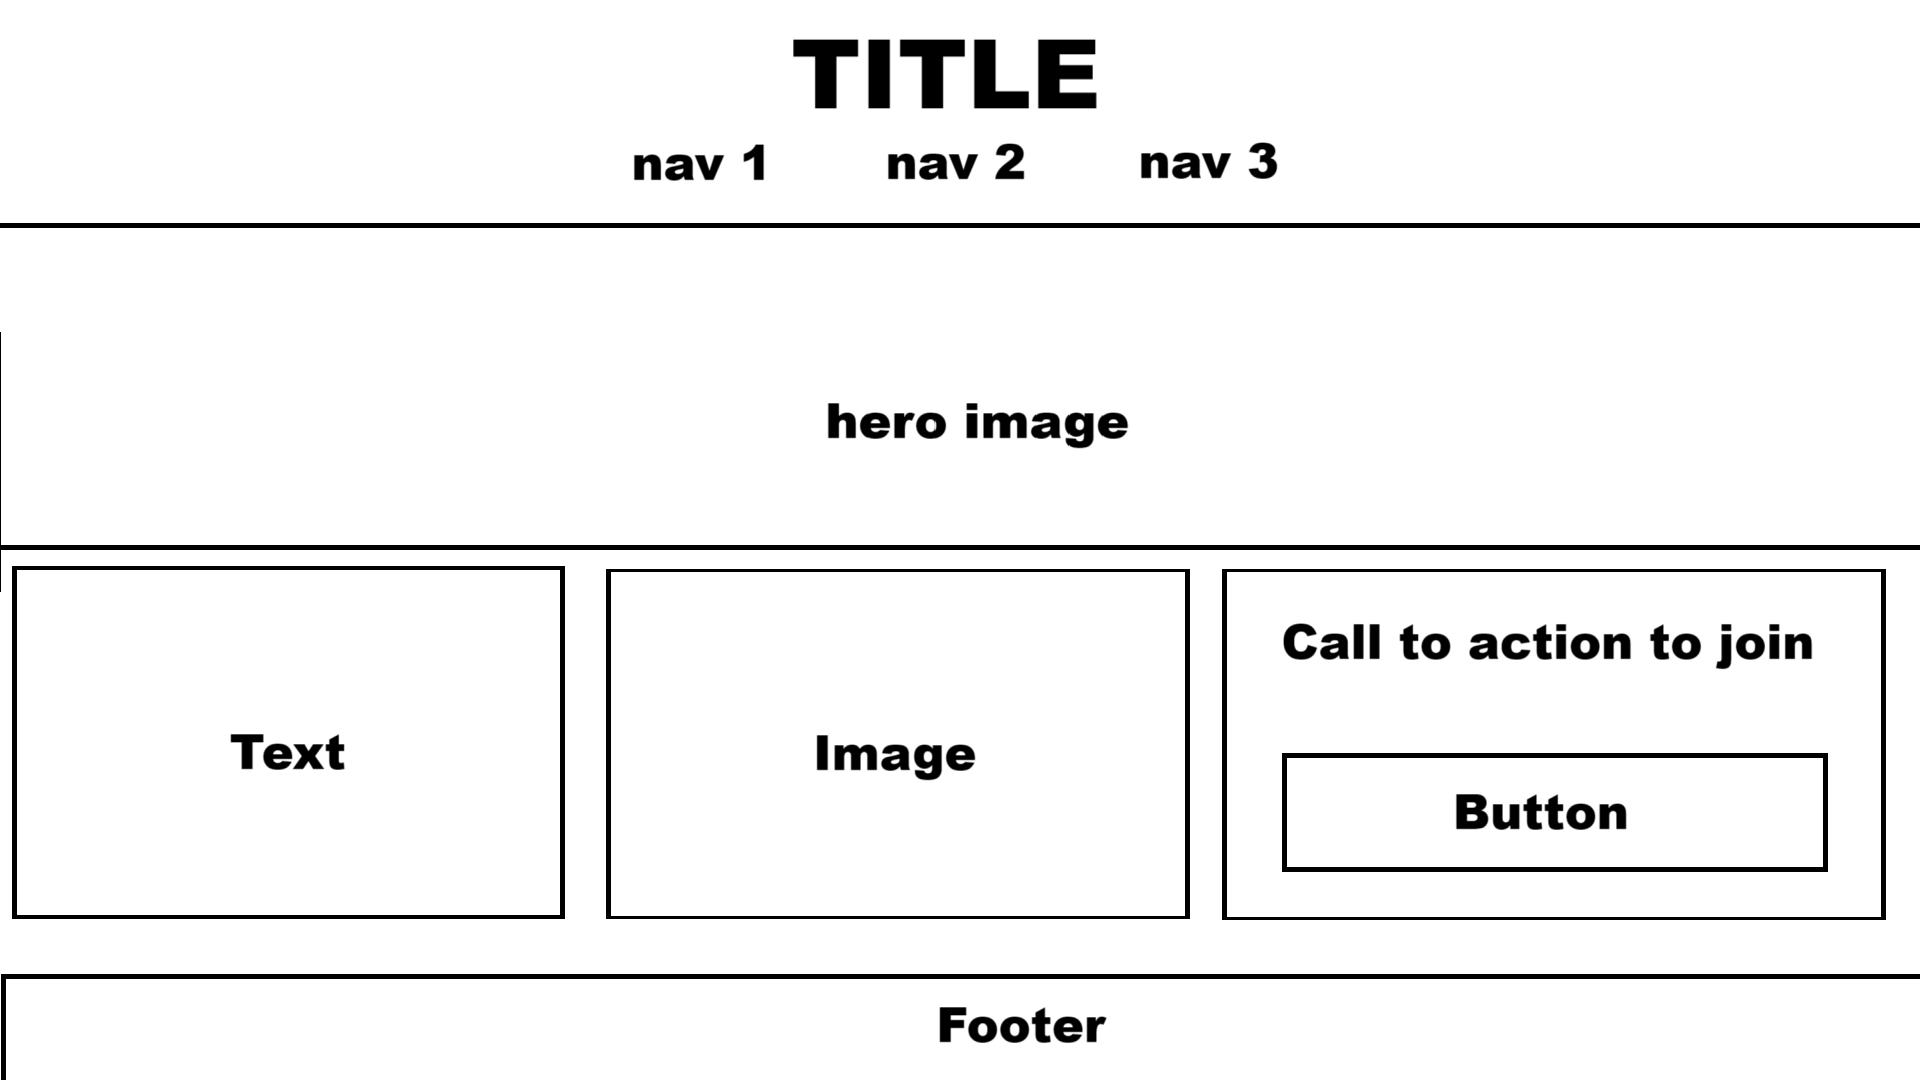 TITLE
nav 1 nav 2 nav 3
hero image
Text
Image
Call to action to join
Button
Footer